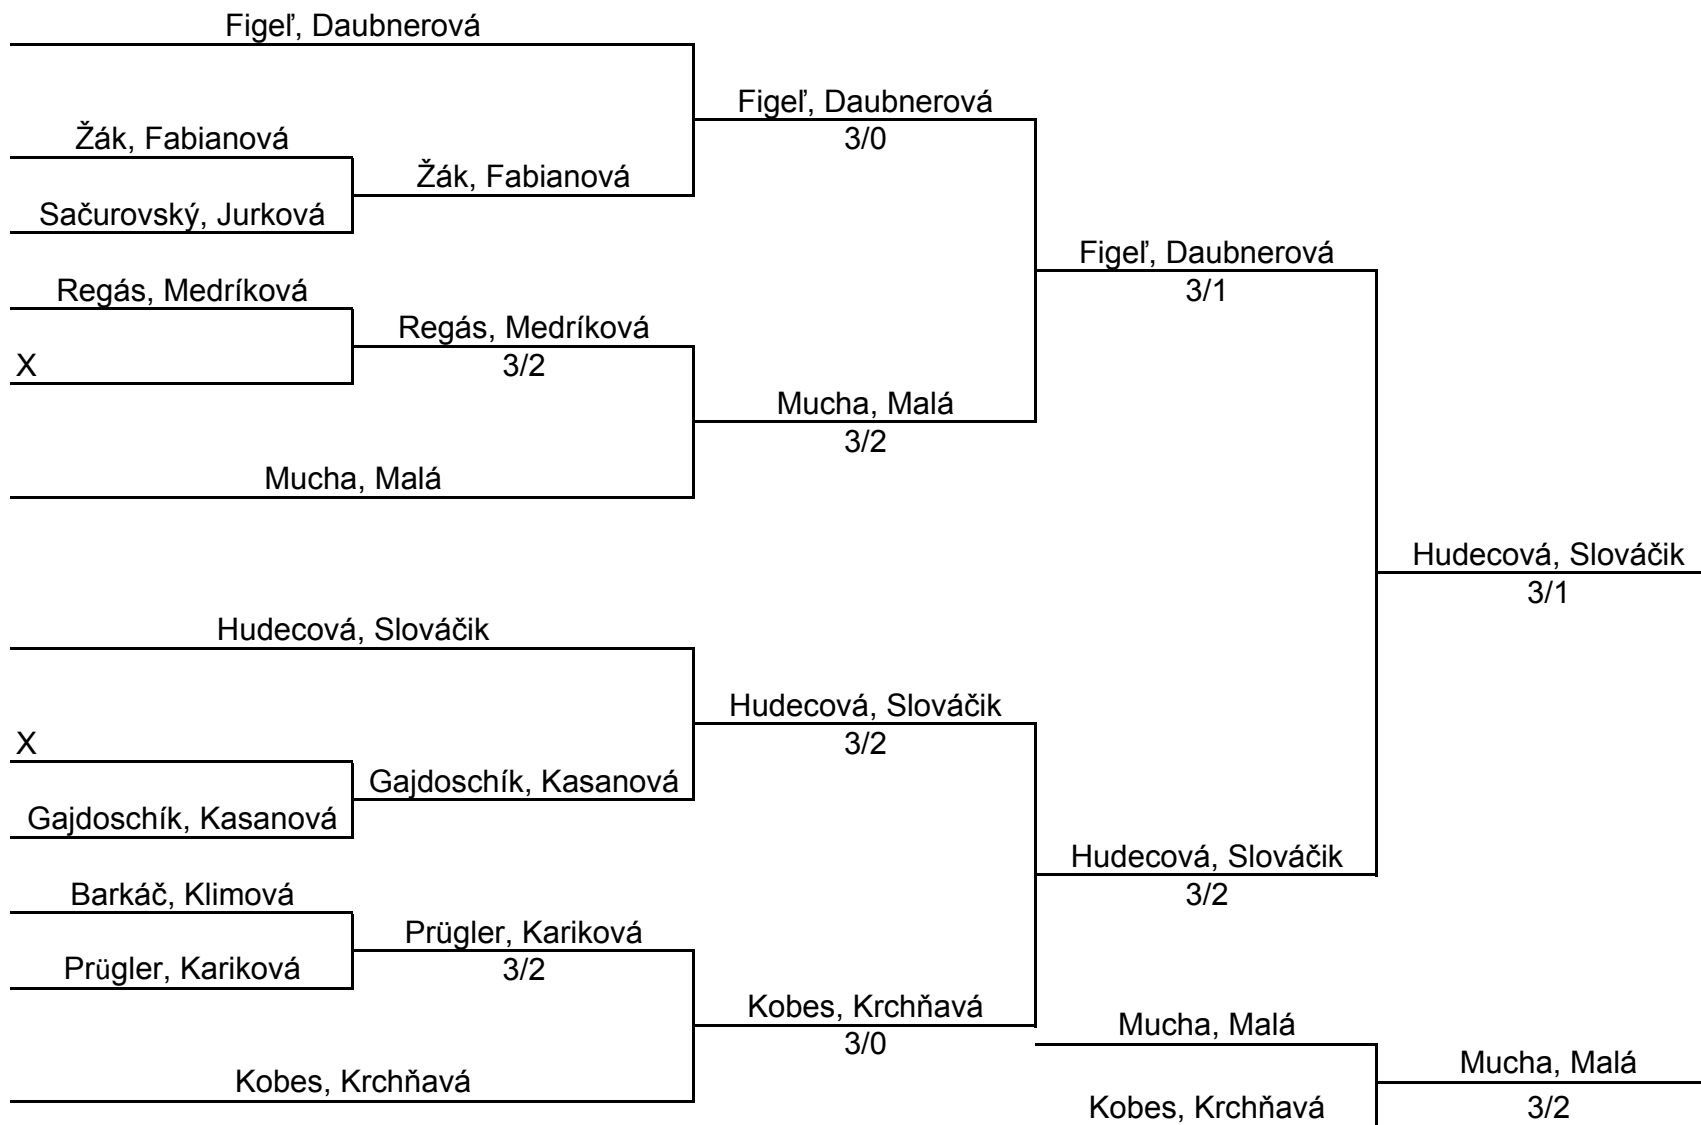 Figeľ, Daubnerová
Figeľ, Daubnerová
3/0
Žák, Fabianová
Žák, Fabianová
Sačurovský, Jurková
Figeľ, Daubnerová
3/1
Regás, Medríková
Regás, Medríková
3/2
X
Mucha, Malá
3/2
Mucha, Malá
Hudecová, Slováčik
3/1
Hudecová, Slováčik
Hudecová, Slováčik
3/2
X
Gajdoschík, Kasanová
Gajdoschík, Kasanová
Hudecová, Slováčik
3/2
Barkáč, Klimová
Prügler, Kariková
3/2
Prügler, Kariková
Kobes, Krchňavá
3/0
Mucha, Malá
Mucha, Malá
3/2
Kobes, Krchňavá
Kobes, Krchňavá